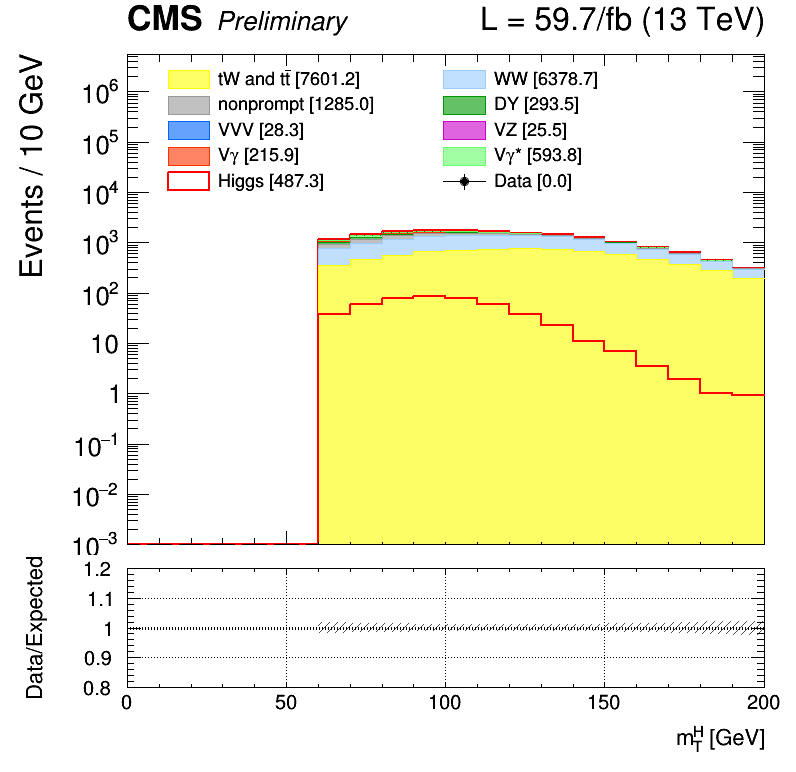 CMS Preliminary L = 59.7/fb (13 TeV)
Events / 10 GeV
tW and tt̄ [7601.2] WW [6378.7]
nonprompt [1285.0] DY [293.5]
VVV [28.3] VZ [25.5]
Vγ [215.9] Vγ* [593.8]
Higgs [487.3] Data [0.0]
10⁶
10⁵
10⁴
10³
10²
10
1
10⁻¹
10⁻²
10⁻³
Data/Expected
1.2
1.1
1
0.9
0.8
0 50 100 150 200
m_T^H [GeV]